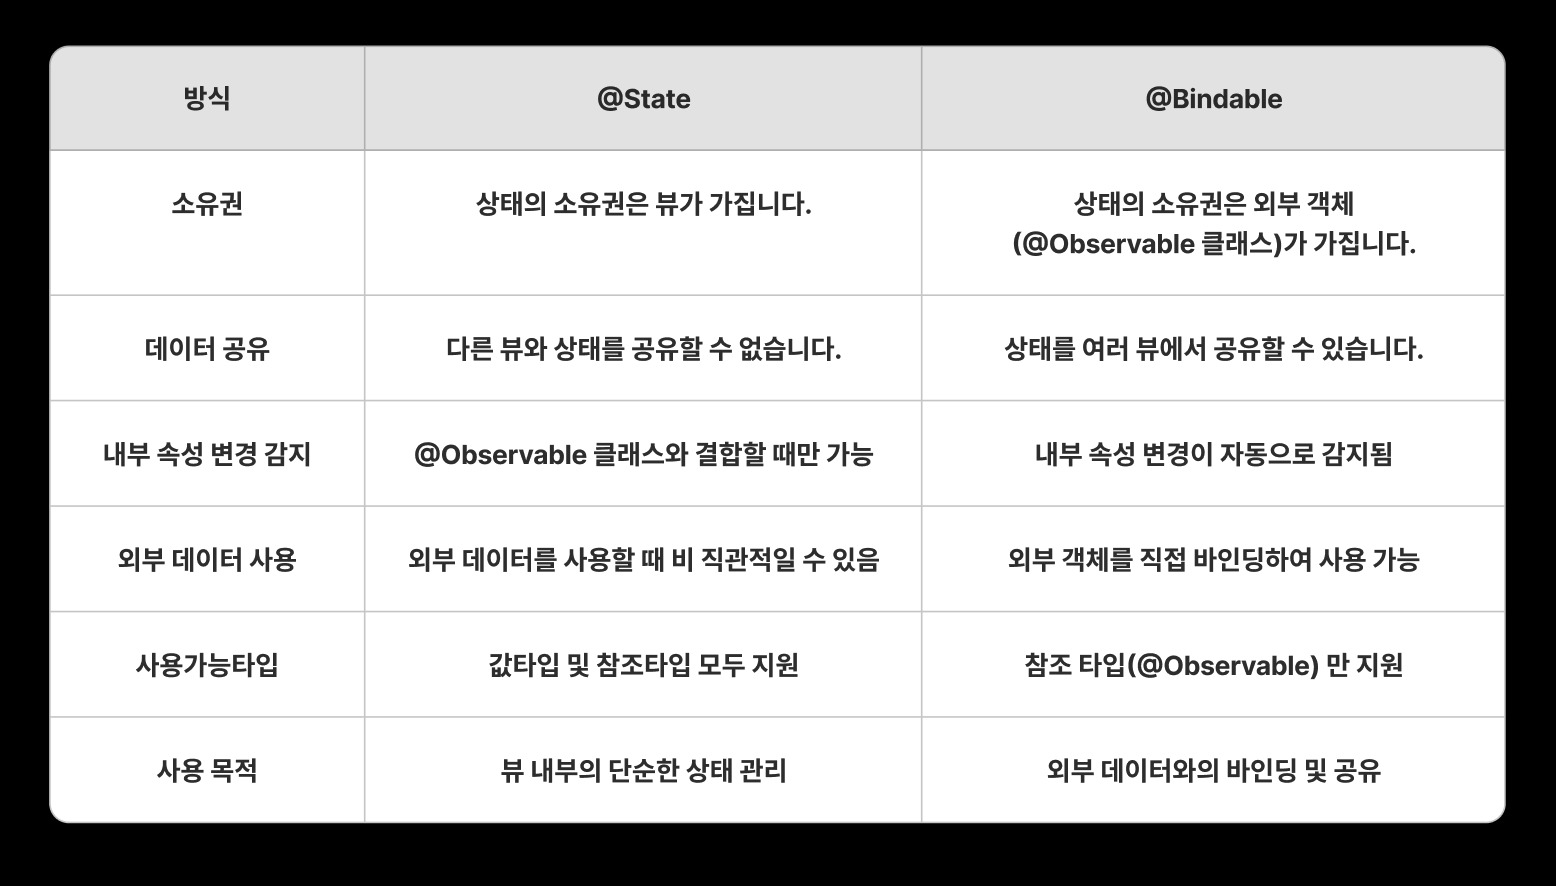 방식
@State
@Bindable
소유권
상태의 소유권은 뷰가 가집니다.
상태의 소유권은 외부 객체
(@Observable 클래스)가 가집니다.
데이터 공유
다른 뷰와 상태를 공유할 수 없습니다.
상태를 여러 뷰에서 공유할 수 있습니다.
내부 속성 변경 감지
@Observable 클래스와 결합할 때만 가능
내부 속성 변경이 자동으로 감지됨
외부 데이터 사용
외부 데이터를 사용할 때 비 직관적일 수 있음
외부 객체를 직접 바인딩하여 사용 가능
사용가능타입
값타입 및 참조타입 모두 지원
참조 타입(@Observable) 만 지원
사용 목적
뷰 내부의 단순한 상태 관리
외부 데이터와의 바인딩 및 공유